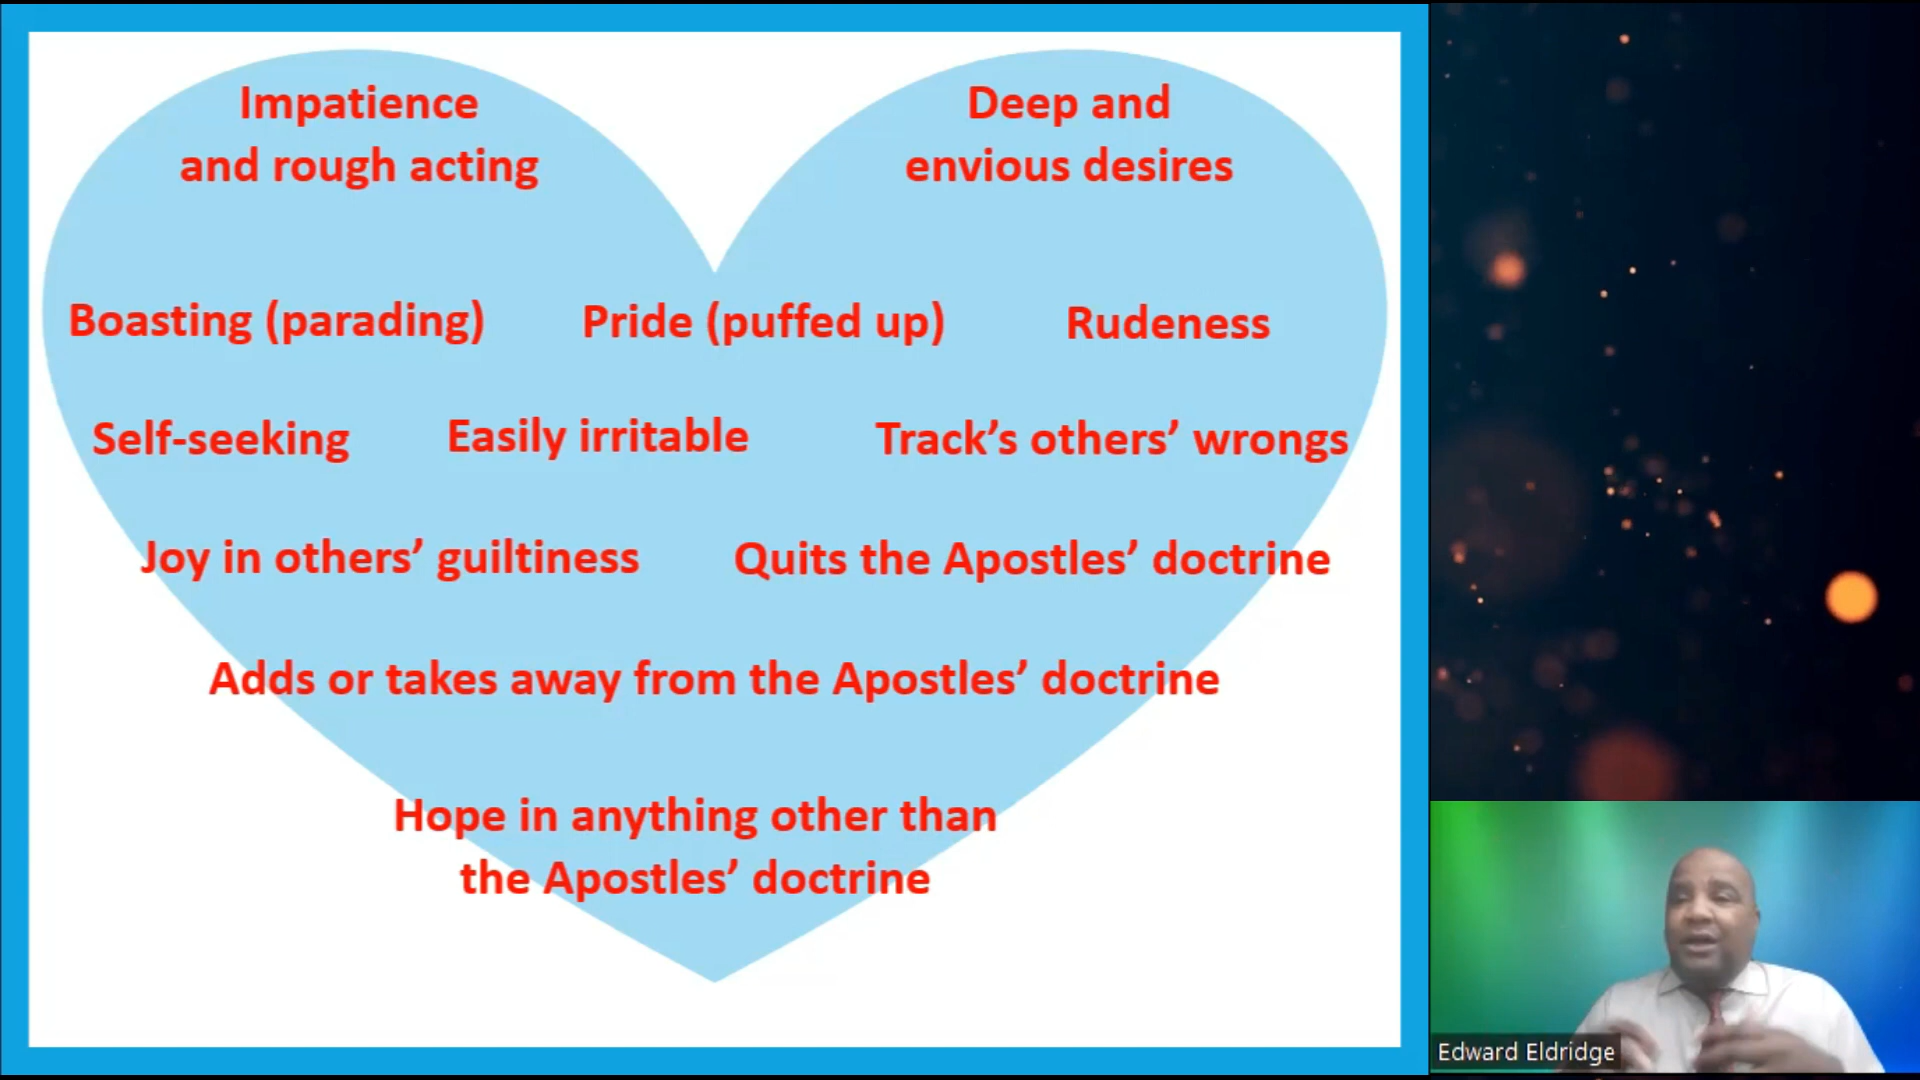 Impatience
and rough acting
Deep and
envious desires
Boasting (parading)
Pride (puffed up)
Rudeness
Self-seeking
Easily irritable
Track’s others’ wrongs
Joy in others’ guiltiness
Quits the Apostles’ doctrine
Adds or takes away from the Apostles’ doctrine
Hope in anything other than
the Apostles’ doctrine
Edward Eldridge